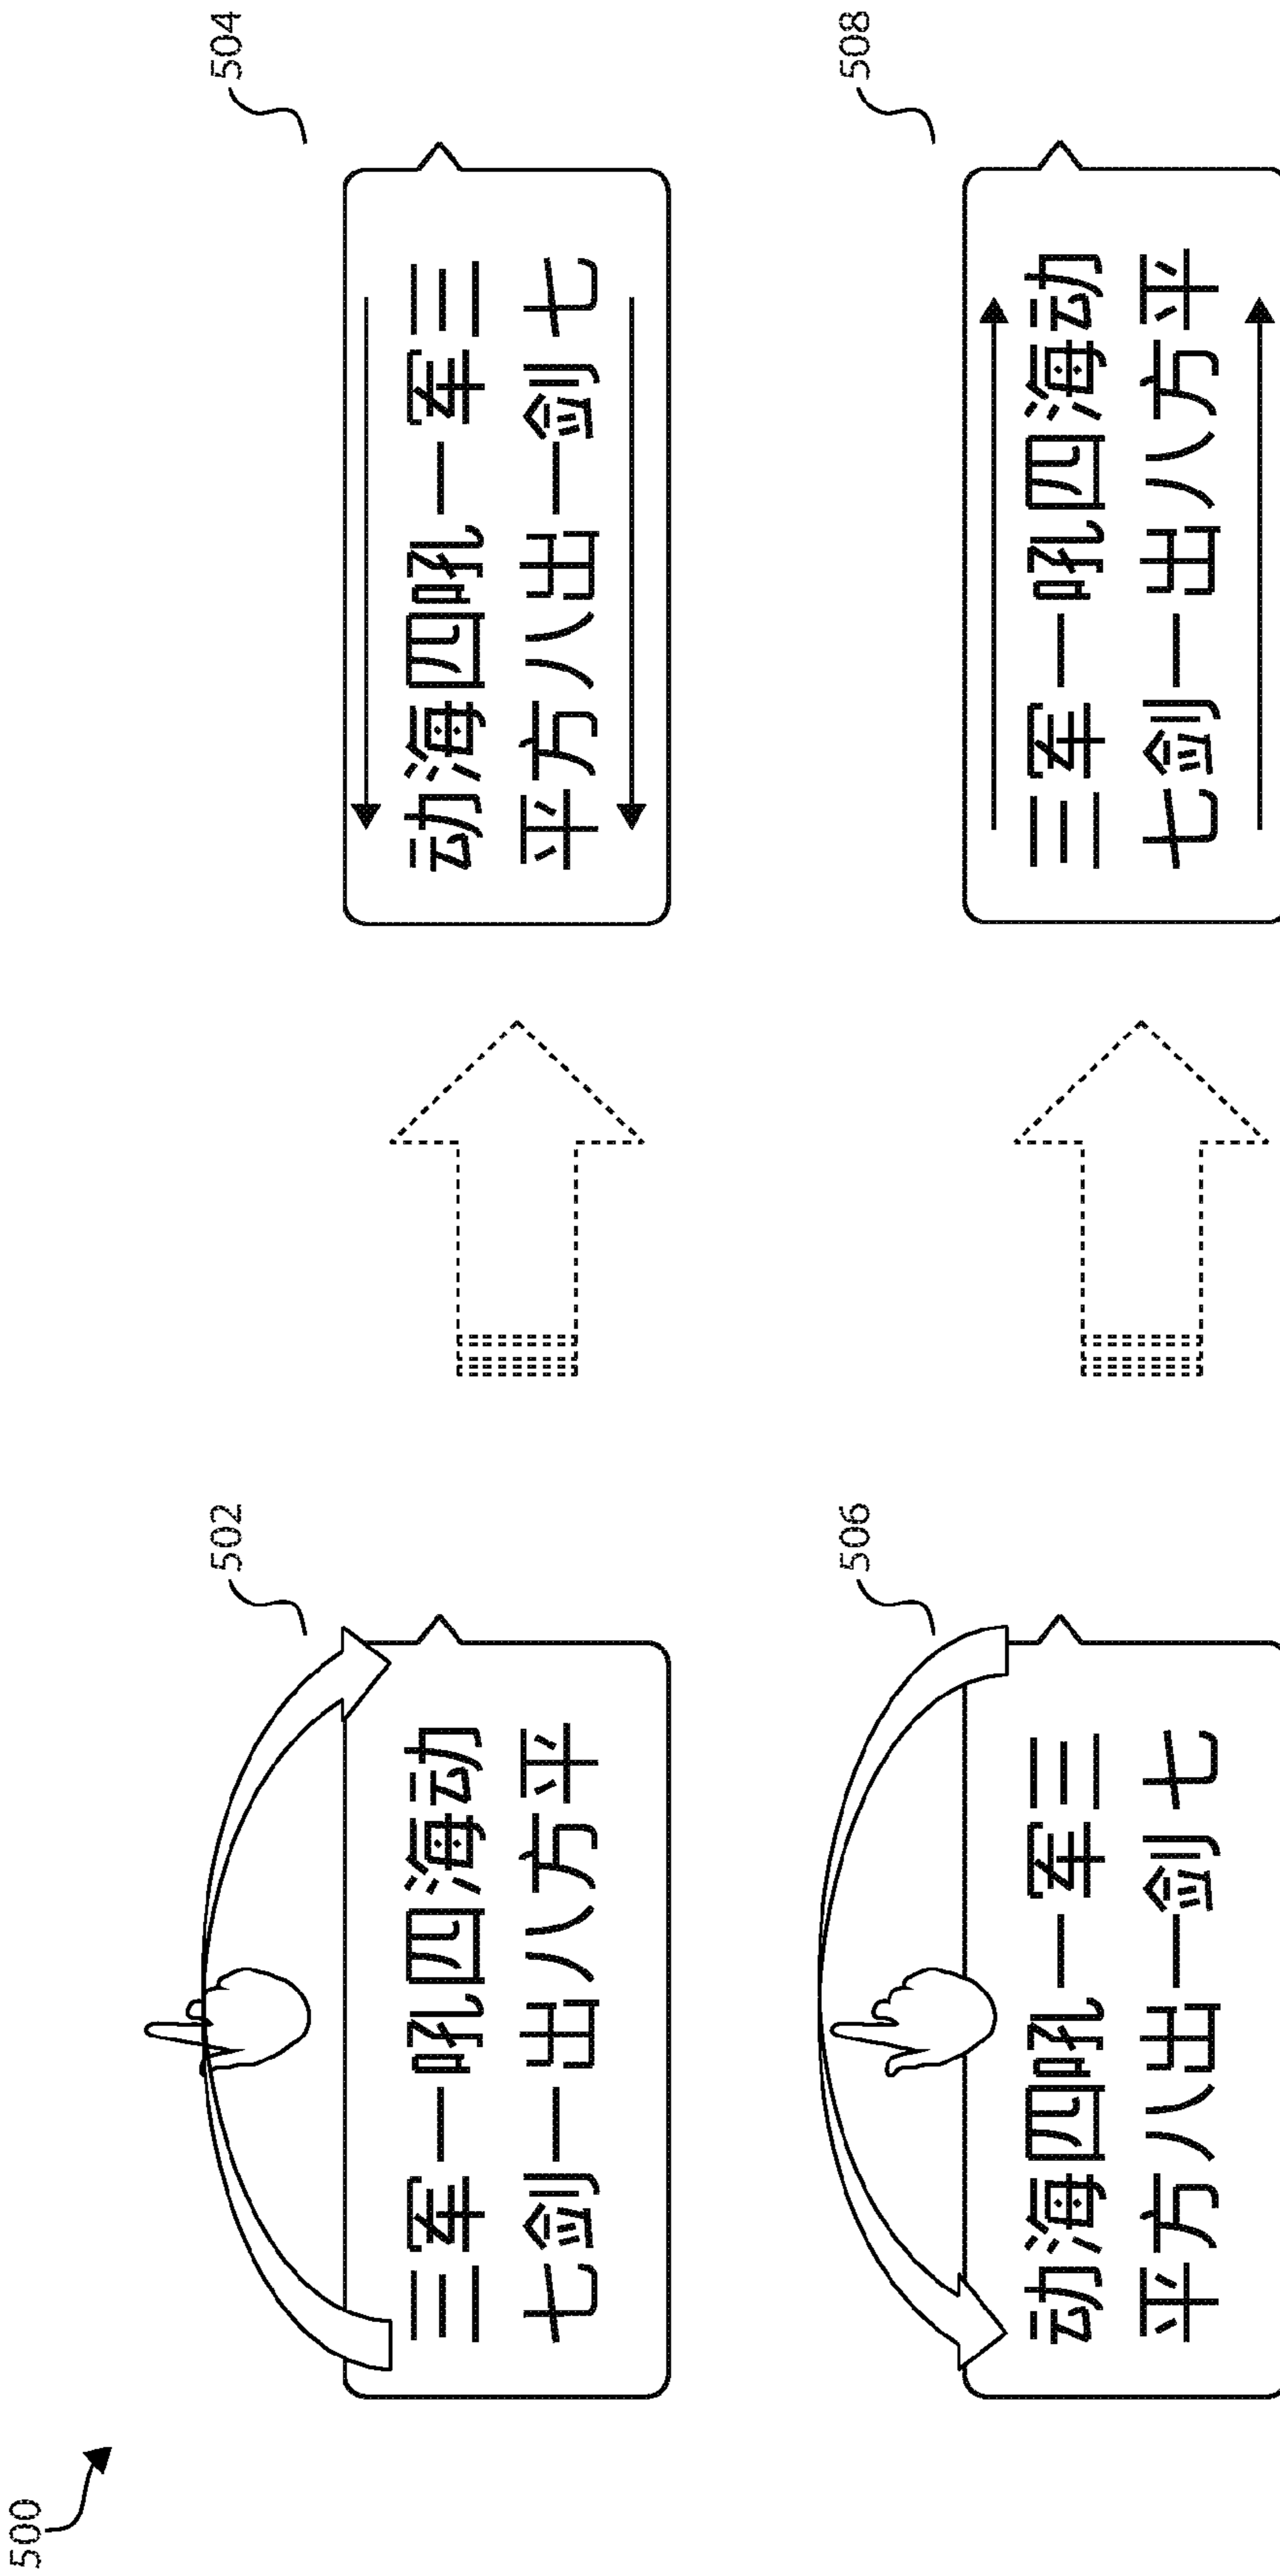 500
502
三军一吼四海动
七剑一出八方平
504
动海四吼一军三
平方八出一剑七
506
动海四吼一军三
平方八出一剑七
508
三军一吼四海动
七剑一出八方平